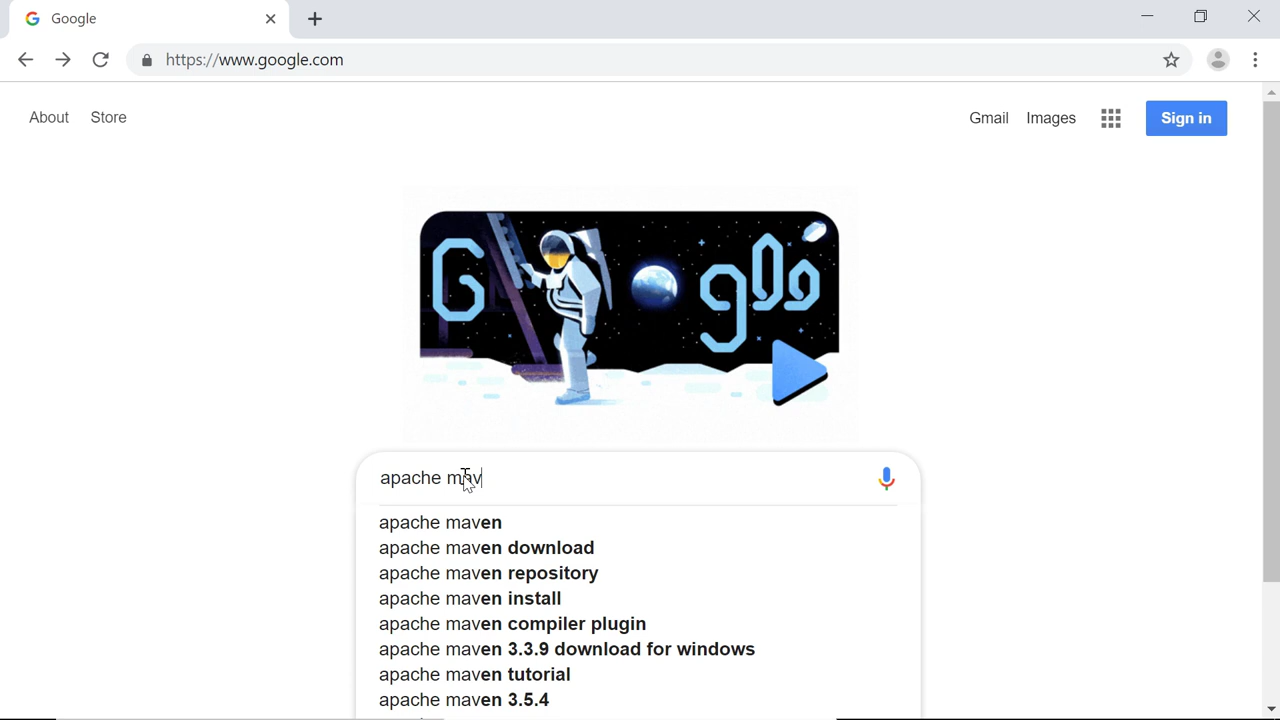 Google
https://www.google.com
About Store Gmail Images Sign in
G gle
apache mav
apache maven
apache maven download
apache maven repository
apache maven install
apache maven compiler plugin
apache maven 3.3.9 download for windows
apache maven tutorial
apache maven 3.5.4